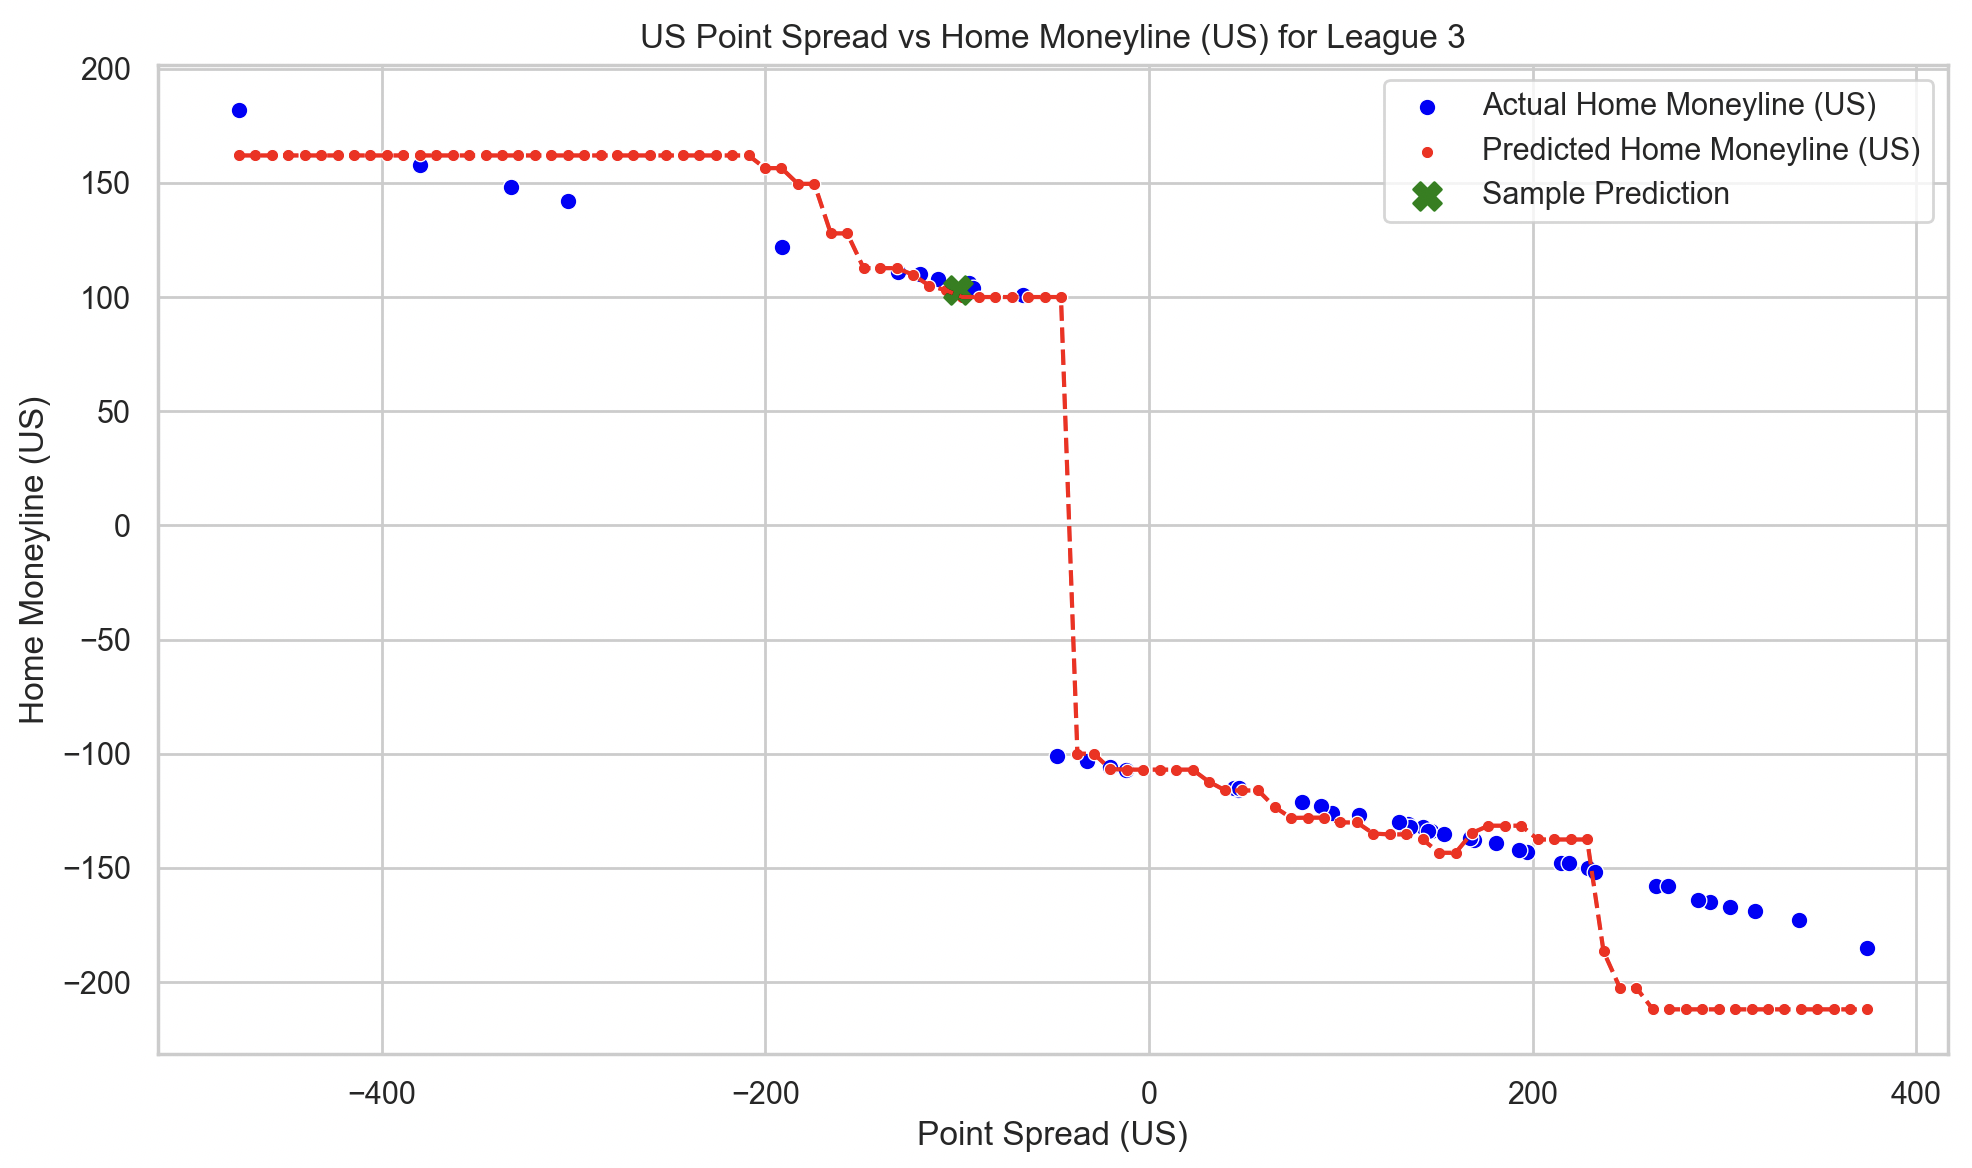 US Point Spread vs Home Moneyline (US) for League 3
200
150
100
50
0
−50
−100
−150
−200
Home Moneyline (US)
Actual Home Moneyline (US)
Predicted Home Moneyline (US)
Sample Prediction
−400
−200
0
200
400
Point Spread (US)